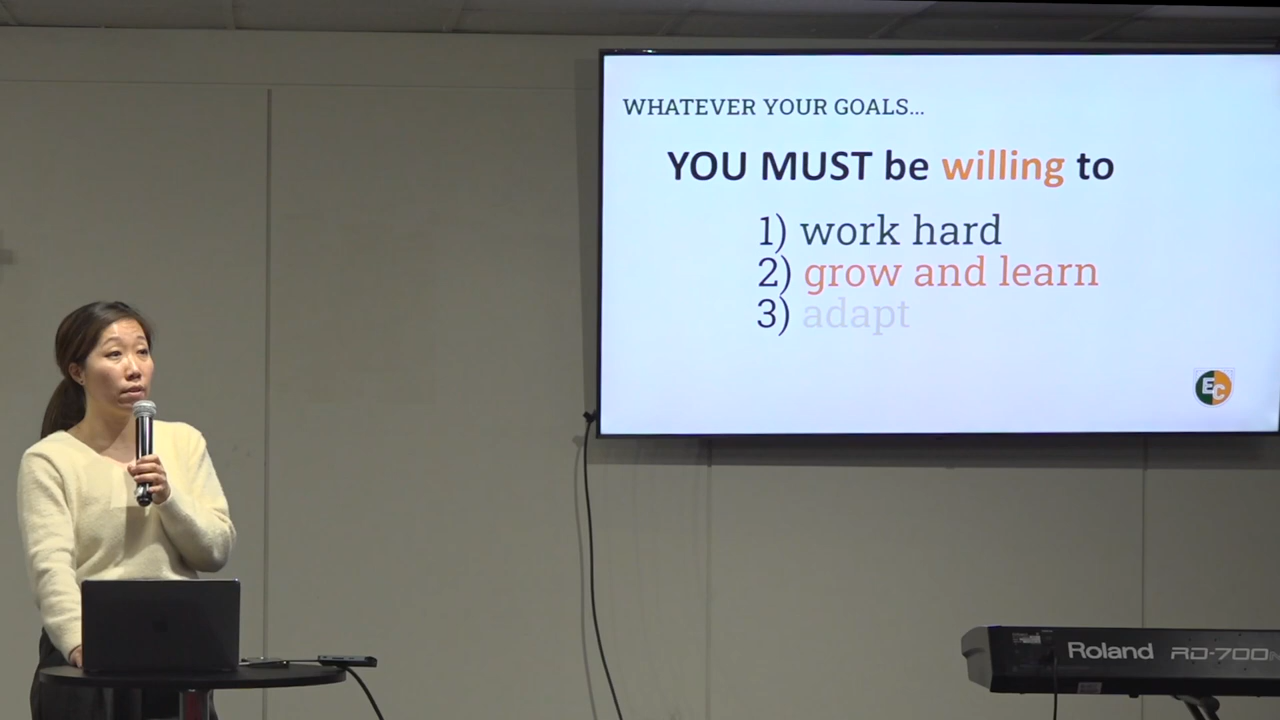 WHATEVER YOUR GOALS...
YOU MUST be willing to
1) work hard
2) grow and learn
3) adapt
EC
Roland RD-700